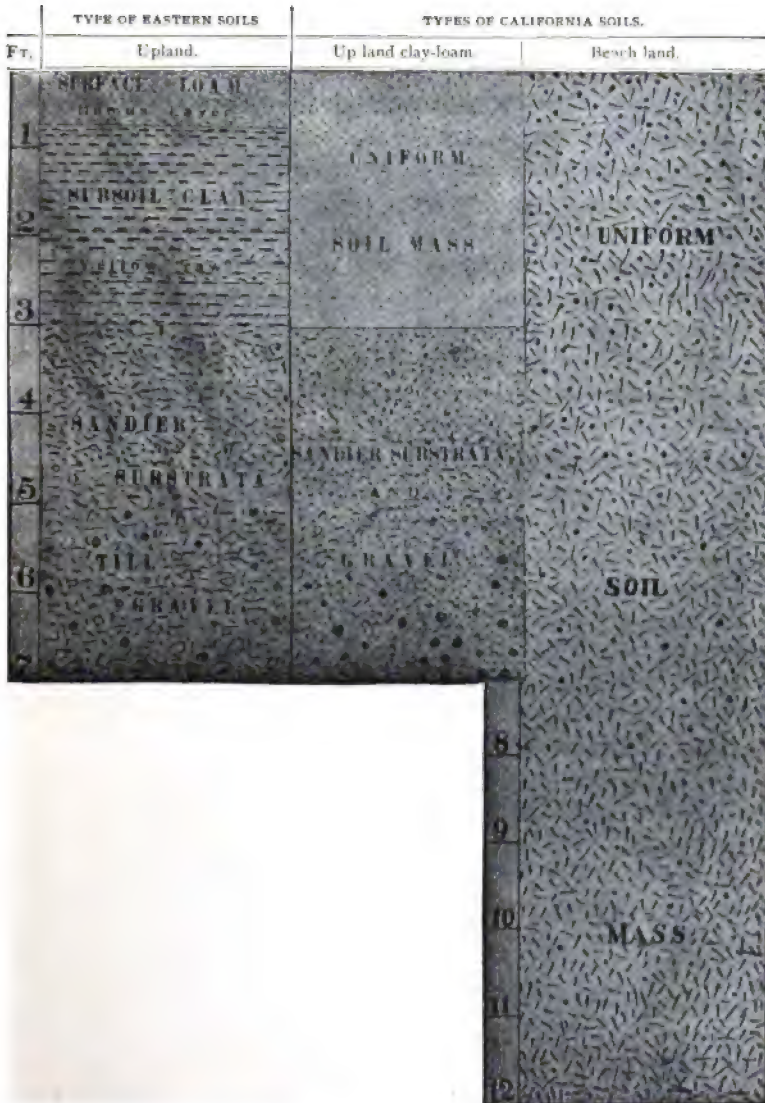 TYPE OF EASTERN SOILS
TYPES OF CALIFORNIA SOILS.
FT.
Upland.
Up land clay-loam
Beach land.
SURFACE LOAM
Humus Layer
1
SUBSOIL CLAY
2
3
4
SANDIER
SUBSTRATA
5
TILL
6
GRAVEL
7
UNIFORM
SOIL MASS
SANDIER SUBSTRATA
AND
GRAVEL
UNIFORM
SOIL
8
9
10
MASS
11
12